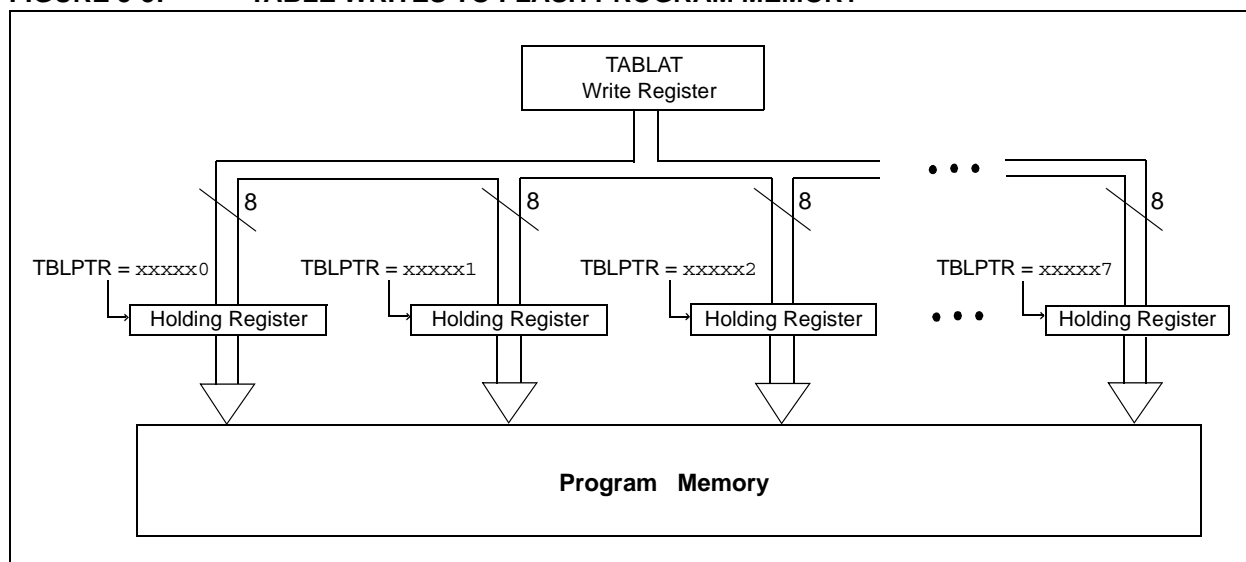 TABLAT
Write Register
8 8 8 8
TBLPTR = xxxxx0 TBLPTR = xxxxx1 TBLPTR = xxxxx2 TBLPTR = xxxxx7
Holding Register Holding Register Holding Register Holding Register
Program Memory